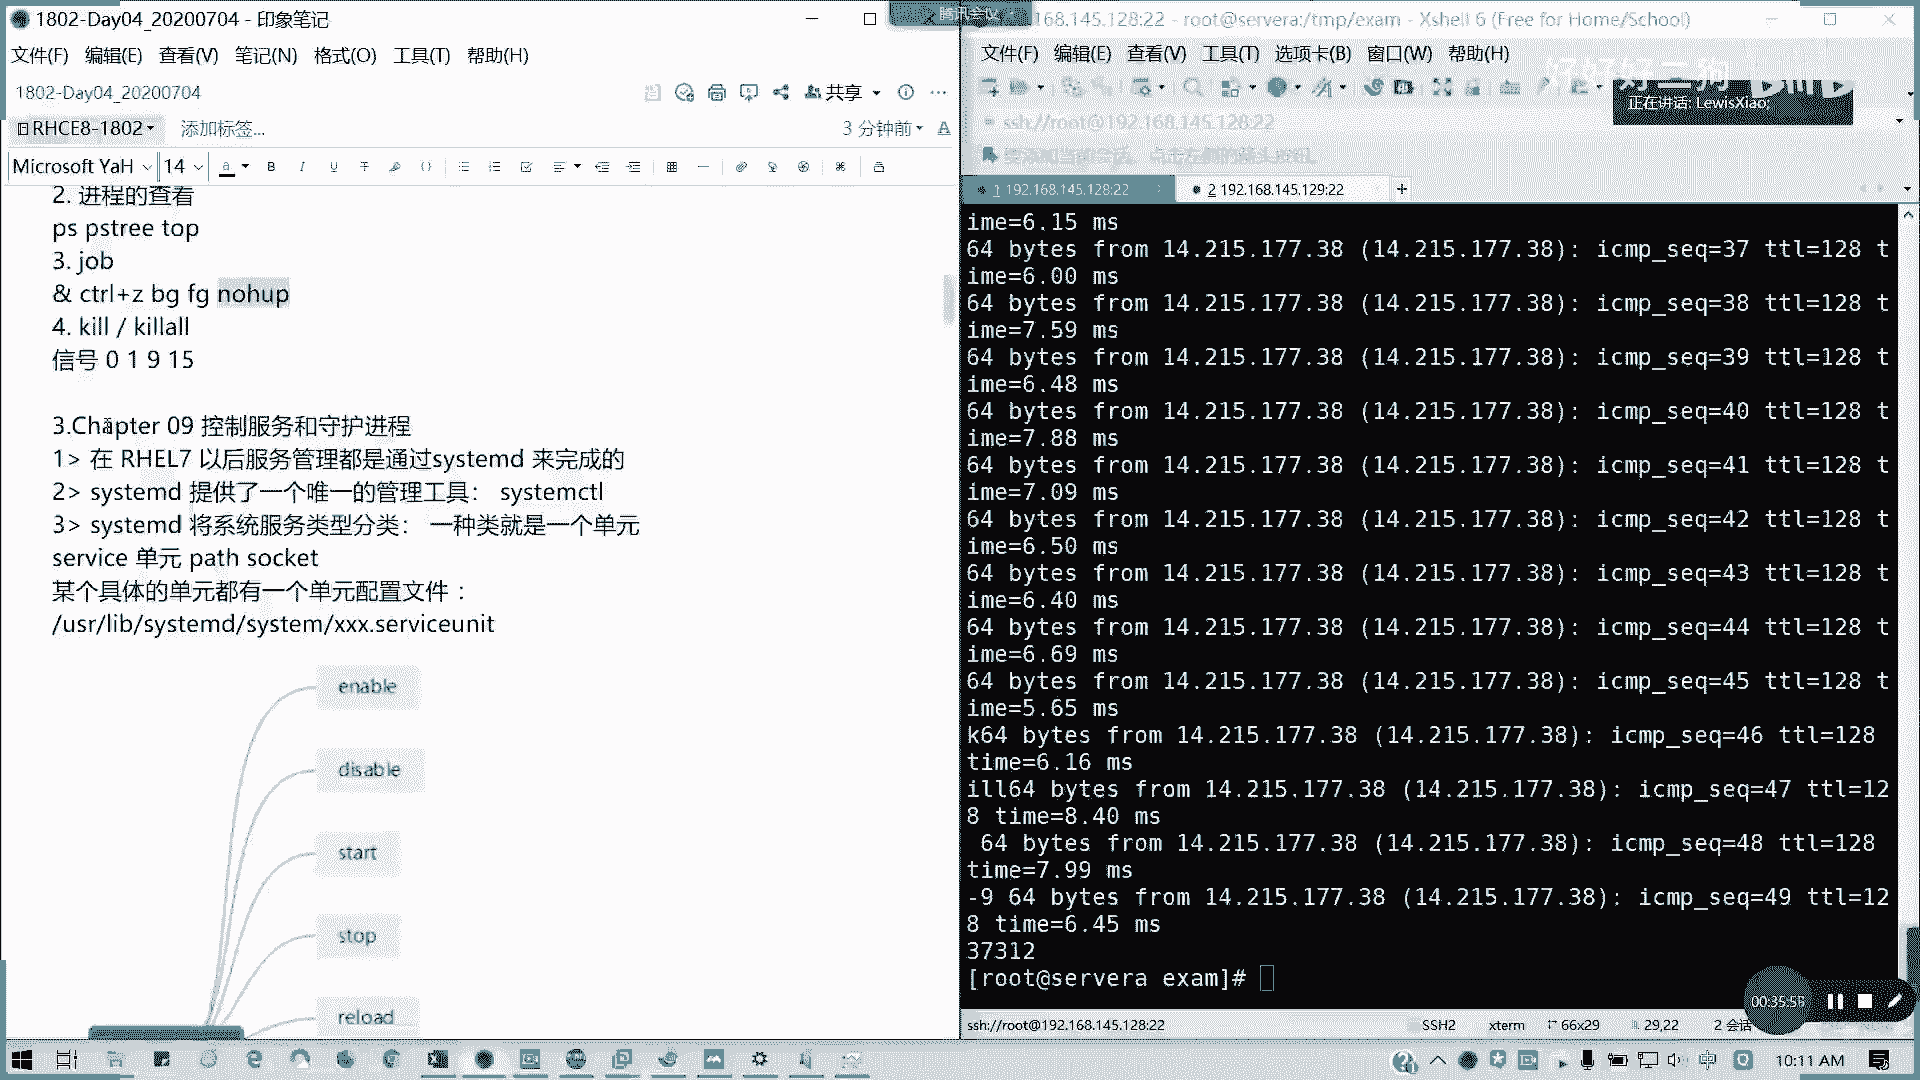 1802-Day04_20200704 - 印象笔记
文件(F) 编辑(E) 查看(V) 笔记(N) 格式(O) 工具(T) 帮助(H)
1802-Day04_20200704
共享
RHCE8-1802
添加标签...
3 分钟前
Microsoft YaH
14
2. 进程的查看
ps pstree top
3. job
& ctrl+z bg fg nohup
4. kill / killall
信号 0 1 9 15
3.Chapter 09 控制服务和守护进程
1> 在 RHEL7 以后服务管理都是通过systemd 来完成的
2> systemd 提供了一个唯一的管理工具： systemctl
3> systemd 将系统服务类型分类： 一种类就是一个单元
service 单元 path socket
某个具体的单元都有一个单元配置文件：
/usr/lib/systemd/system/xxx.serviceunit
enable
disable
start
stop
reload
腾讯会议
168.145.128:22 - root@servera:/tmp/exam - Xshell 6 (Free for Home/School)
文件(F) 编辑(E) 查看(V) 工具(T) 选项卡(B) 窗口(W) 帮助(H)
正在讲话: LewisXiao;
ssh://root@192.168.145.128:22
要添加当前会话，点击左侧的箭头按钮。
1 192.168.145.128:22
2 192.168.145.129:22
ime=6.15 ms
64 bytes from 14.215.177.38 (14.215.177.38): icmp_seq=37 ttl=128 t
ime=6.00 ms
64 bytes from 14.215.177.38 (14.215.177.38): icmp_seq=38 ttl=128 t
ime=7.59 ms
64 bytes from 14.215.177.38 (14.215.177.38): icmp_seq=39 ttl=128 t
ime=6.48 ms
64 bytes from 14.215.177.38 (14.215.177.38): icmp_seq=40 ttl=128 t
ime=7.88 ms
64 bytes from 14.215.177.38 (14.215.177.38): icmp_seq=41 ttl=128 t
ime=7.09 ms
64 bytes from 14.215.177.38 (14.215.177.38): icmp_seq=42 ttl=128 t
ime=6.50 ms
64 bytes from 14.215.177.38 (14.215.177.38): icmp_seq=43 ttl=128 t
ime=6.40 ms
64 bytes from 14.215.177.38 (14.215.177.38): icmp_seq=44 ttl=128 t
ime=6.69 ms
64 bytes from 14.215.177.38 (14.215.177.38): icmp_seq=45 ttl=128 t
ime=5.65 ms
k64 bytes from 14.215.177.38 (14.215.177.38): icmp_seq=46 ttl=128
time=6.16 ms
ill64 bytes from 14.215.177.38 (14.215.177.38): icmp_seq=47 ttl=12
8 time=8.40 ms
64 bytes from 14.215.177.38 (14.215.177.38): icmp_seq=48 ttl=128
time=7.99 ms
-9 64 bytes from 14.215.177.38 (14.215.177.38): icmp_seq=49 ttl=12
8 time=6.45 ms
37312
[root@servera exam]#
ssh://root@192.168.145.128:22
SSH2
xterm
66x29
29,22
2 会话
中
10:11 AM